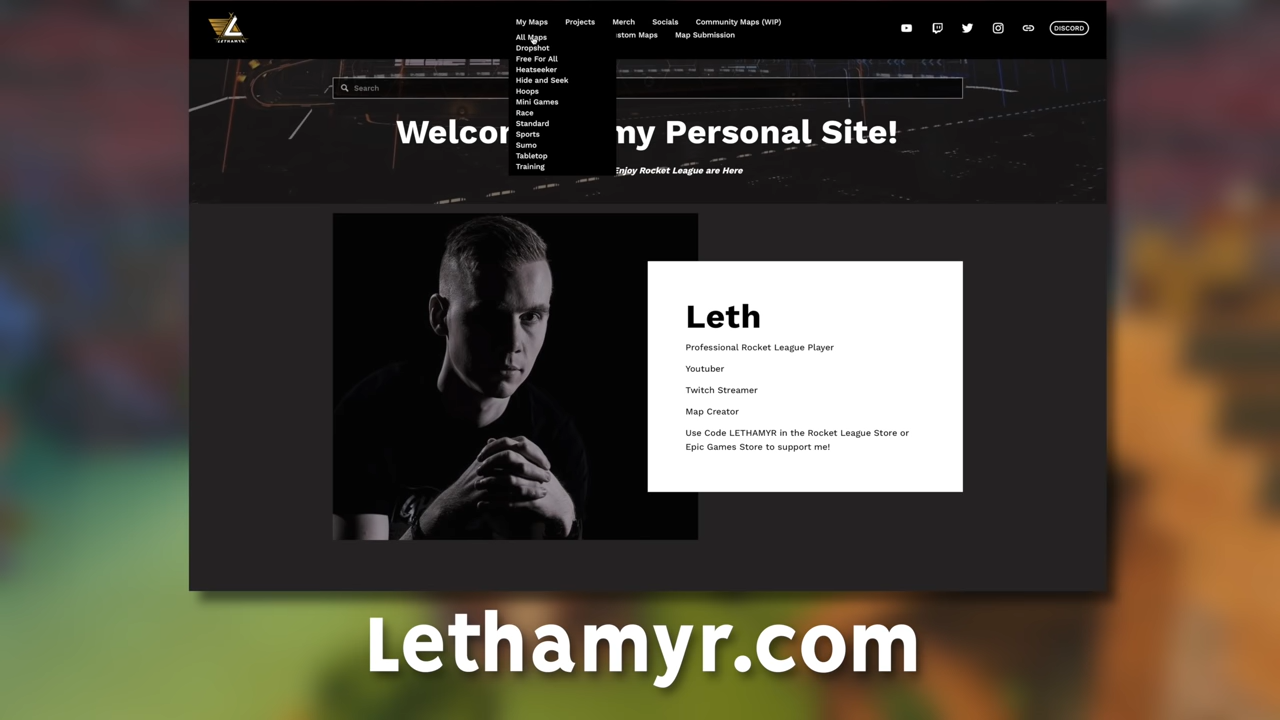 LETHAMYR
My Maps Projects Merch Socials Community Maps (WIP)
stom Maps Map Submission
DISCORD
All Maps
Dropshot
Free For All
Heatseeker
Hide and Seek
Hoops
Mini Games
Race
Standard
Sports
Sumo
Tabletop
Training
Search
Welcom my Personal Site!
Enjoy Rocket League are Here
Leth
Professional Rocket League Player
Youtuber
Twitch Streamer
Map Creator
Use Code LETHAMYR in the Rocket League Store or
Epic Games Store to support me!
Lethamyr.com